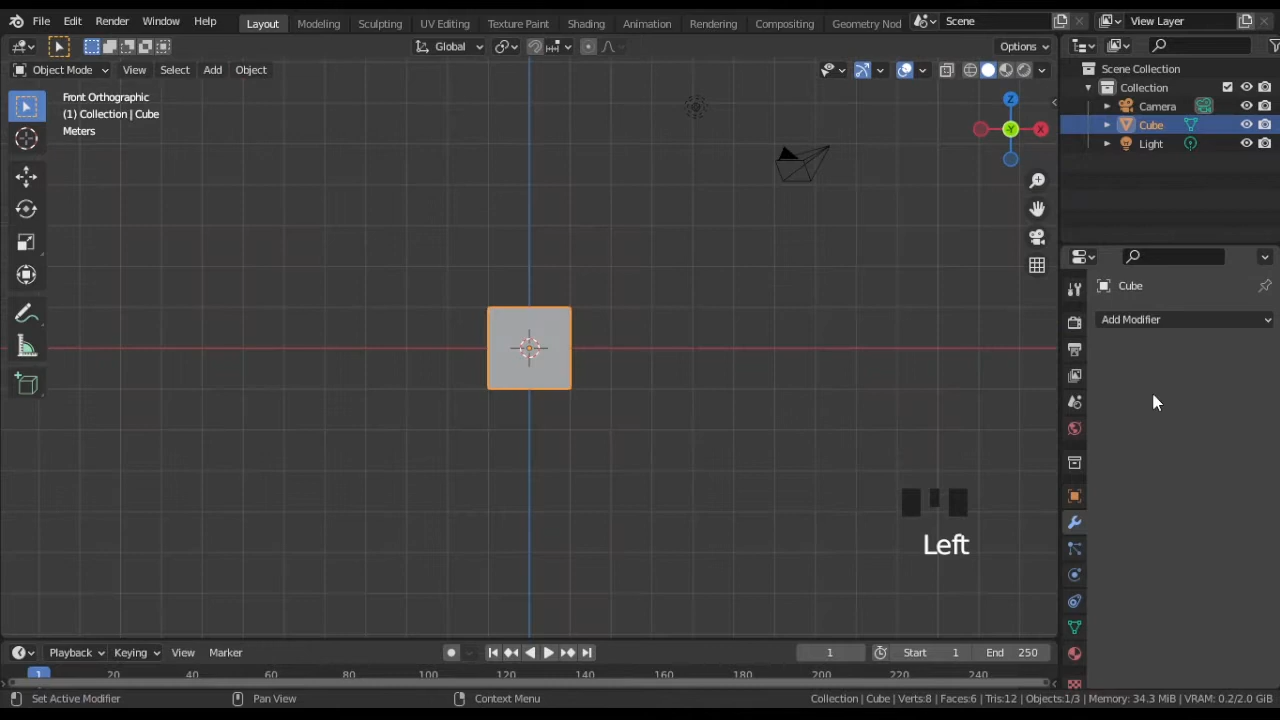 File Edit Render Window Help Layout Modeling Sculpting UV Editing Texture Paint Shading Animation Rendering Compositing Geometry Nod Scene View Layer
Global Options
Object Mode View Select Add Object
Front Orthographic
(1) Collection | Cube
Meters
Z
Y
X
Scene Collection
Collection
Camera
Cube
Light
Cube
Add Modifier
Left
Playback Keying View Marker 1 Start 1 End 250
1 20 40 60 80 100 120 140 160 180 200 220 240
Set Active Modifier Pan View Context Menu Collection | Cube | Verts:8 | Faces:6 | Tris:12 | Objects:1/3 | Memory: 34.3 MiB | VRAM: 0.2/2.0 GiB